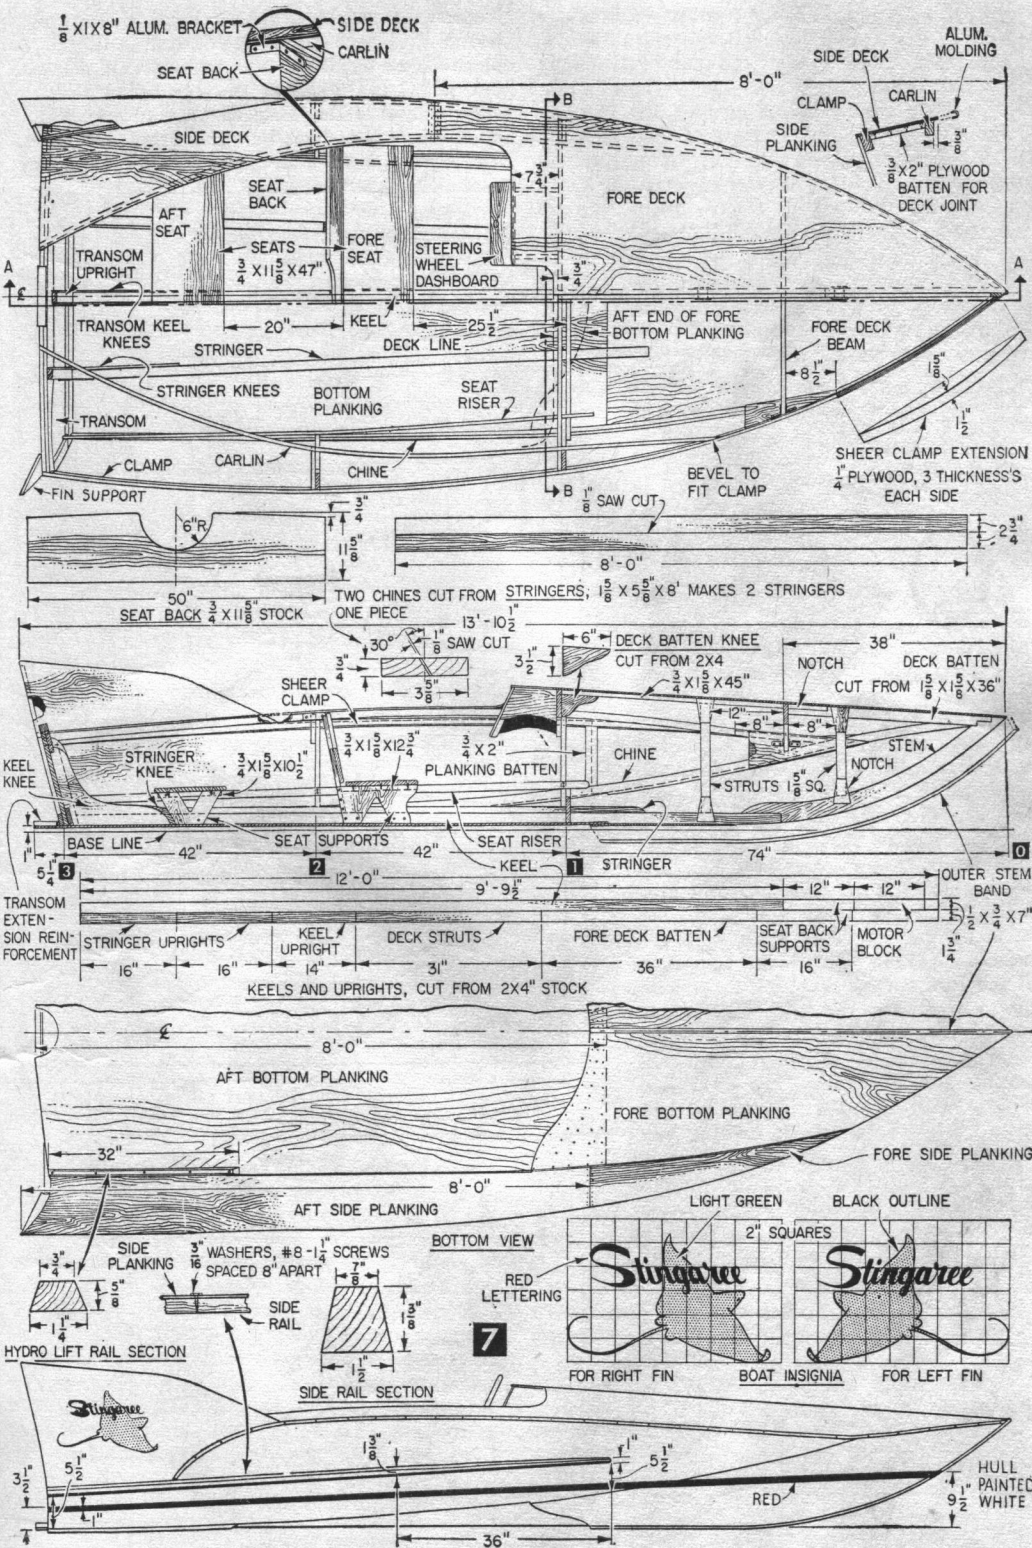 1/8 X1X8" ALUM. BRACKET
SIDE DECK
CARLIN
SEAT BACK
8'-0"
SIDE DECK
ALUM.
MOLDING
CLAMP
CARLIN
SIDE
PLANKING
3/8
3/8 X2" PLYWOOD
BATTEN FOR
DECK JOINT
B
SIDE DECK
7 3/4"
SEAT
BACK
FORE DECK
AFT
SEAT
TRANSOM
UPRIGHT
SEATS
3/4 X11 5/8 X47"
FORE
SEAT
STEERING
WHEEL
DASHBOARD
3/4"
A
A
TRANSOM KEEL
KNEES
20"
KEEL
25 1/2"
AFT END OF FORE
BOTTOM PLANKING
FORE DECK
BEAM
STRINGER
DECK LINE
8 1/2"
STRINGER KNEES
BOTTOM
PLANKING
SEAT
RISER
1 5/8"
1 1/2"
TRANSOM
CLAMP
CARLIN
CHINE
FIN SUPPORT
B
BEVEL TO
FIT CLAMP
SHEER CLAMP EXTENSION
1/4" PLYWOOD, 3 THICKNESS'S
EACH SIDE
6"R
3/4"
11 5/8"
50"
SEAT BACK 3/4 X11 5/8" STOCK
1/8" SAW CUT
2 3/4"
8'-0"
TWO CHINES CUT FROM
ONE PIECE
STRINGERS, 1 5/8 X 5 5/8 X 8' MAKES 2 STRINGERS
13'-10 1/2"
30°
1/8"
SAW CUT
3/4"
3 5/8"
6"
3 1/2"
DECK BATTEN KNEE
CUT FROM 2X4
38"
NOTCH
DECK BATTEN
CUT FROM 1 5/8 X1 5/8 X36"
3/4 X1 5/8 X45"
SHEER
CLAMP
12"
8"
8"
KEEL
KNEE
STRINGER
KNEE
3/4 X1 5/8 X10 1/2"
3/4 X1 5/8 X12 3/4"
3/4 X 2"
PLANKING BATTEN
CHINE
STEM
STRUTS 1 5/8" SQ.
NOTCH
BASE LINE
SEAT SUPPORTS
SEAT RISER
KEEL
STRINGER
1"
5 1/4"
3
42"
2
42"
1
74"
0
TRANSOM
EXTEN-
SION REIN-
FORCEMENT
12'-0"
9'-9 1/2"
12"
12"
OUTER STEM
BAND
1/2 X 3/4 X7"
1 3/4"
STRINGER UPRIGHTS
KEEL
UPRIGHT
DECK STRUTS
FORE DECK BATTEN
SEAT BACK
SUPPORTS
MOTOR
BLOCK
16"
16"
14"
31"
36"
16"
KEELS AND UPRIGHTS, CUT FROM 2X4" STOCK
8'-0"
AFT BOTTOM PLANKING
FORE BOTTOM PLANKING
32"
FORE SIDE PLANKING
8'-0"
AFT SIDE PLANKING
BOTTOM VIEW
LIGHT GREEN
BLACK OUTLINE
2" SQUARES
RED
LETTERING
Stingaree
Stingaree
FOR RIGHT FIN
BOAT INSIGNIA
FOR LEFT FIN
3/4"
5/8"
1 1/4"
HYDRO LIFT RAIL SECTION
SIDE
PLANKING
3/16" WASHERS, #8-1 1/4" SCREWS
SPACED 8" APART
SIDE
RAIL
7/8"
1 3/8"
1 1/2"
SIDE RAIL SECTION
7
Stingaree
1 3/8"
1"
5 1/2"
3 1/2"
5 1/2"
1"
RED
9 1/2"
HULL
PAINTED
WHITE
36"